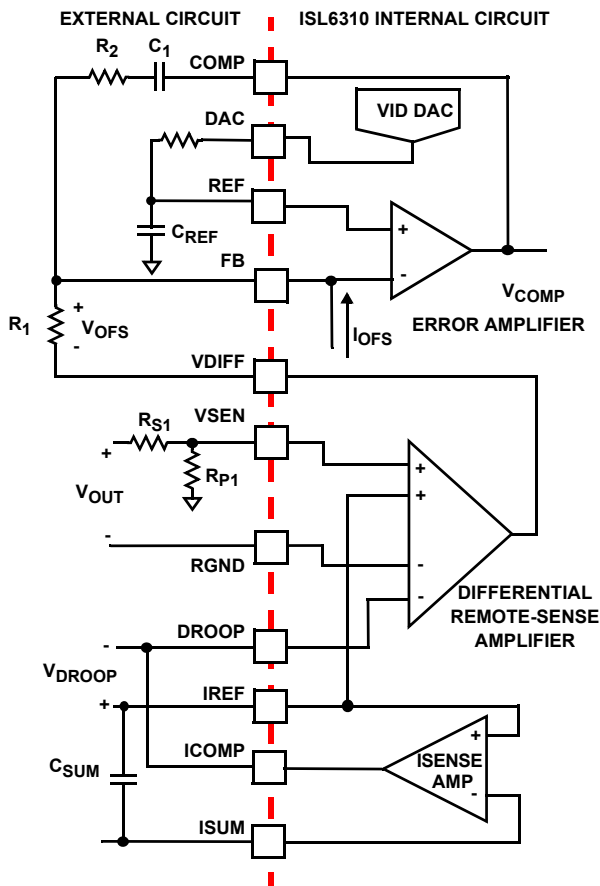 EXTERNAL CIRCUIT
ISL6310 INTERNAL CIRCUIT
R2
C1
COMP
VID DAC
DAC
REF
CREF
+
-
FB
VCOMP
ERROR AMPLIFIER
IOFS
R1
+
VOFS
-
VDIFF
RS1
VSEN
+
RP1
VOUT
+
+
-
RGND
-
-
DIFFERENTIAL
REMOTE-SENSE
AMPLIFIER
DROOP
-
VDROOP
+
IREF
ICOMP
+
ISENSE
AMP
-
CSUM
ISUM